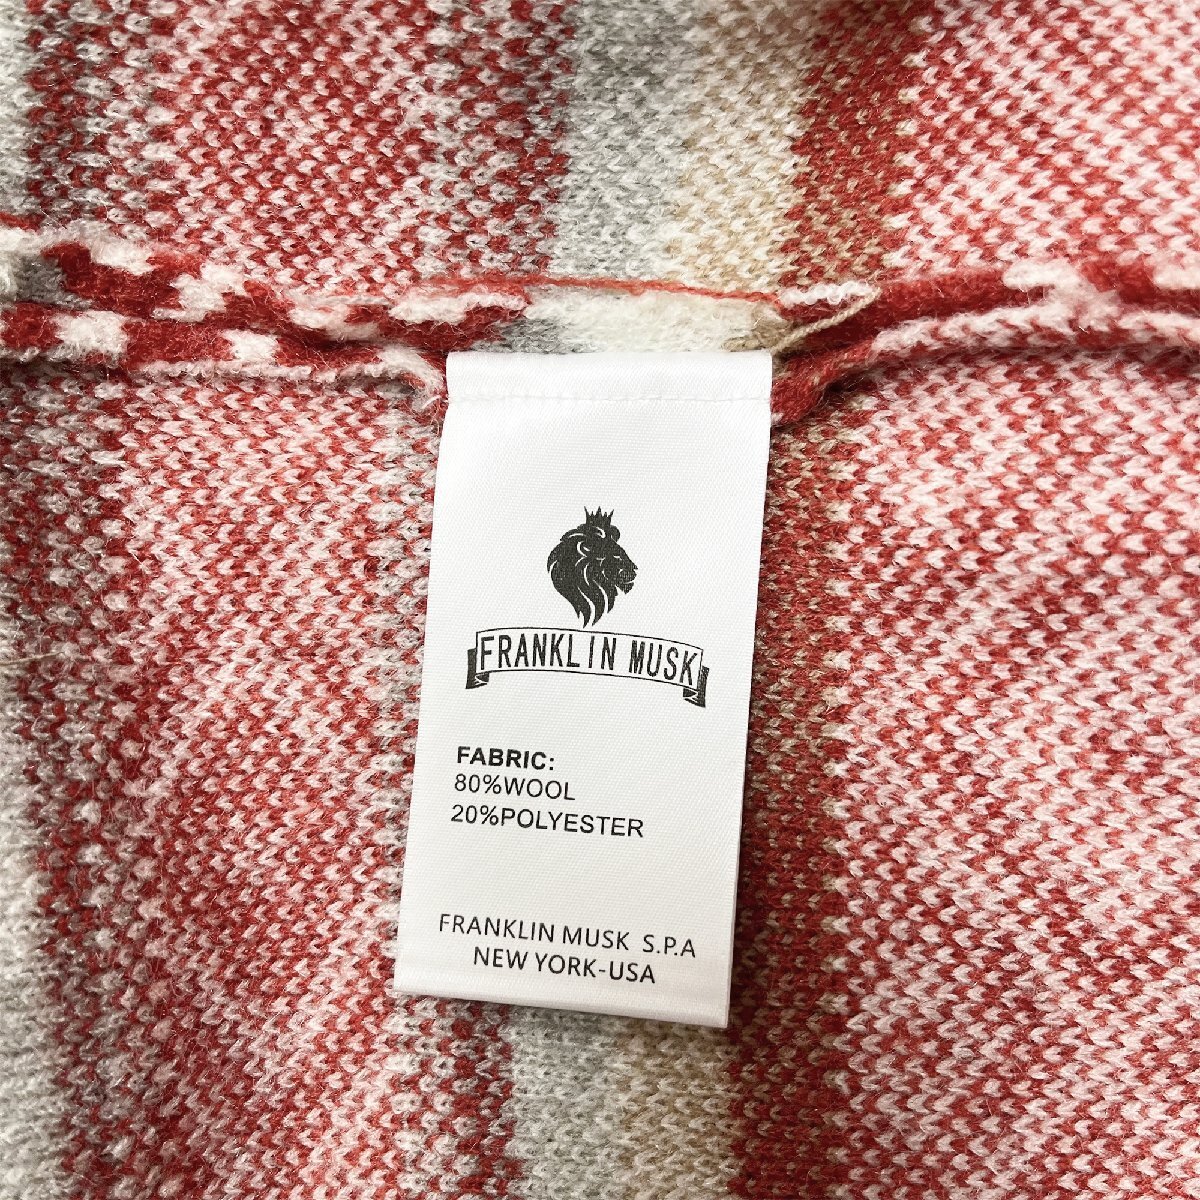 FRANKLIN MUSK
FABRIC:
80%WOOL
20%POLYESTER
FRANKLIN MUSK S.P.A
NEW YORK-USA